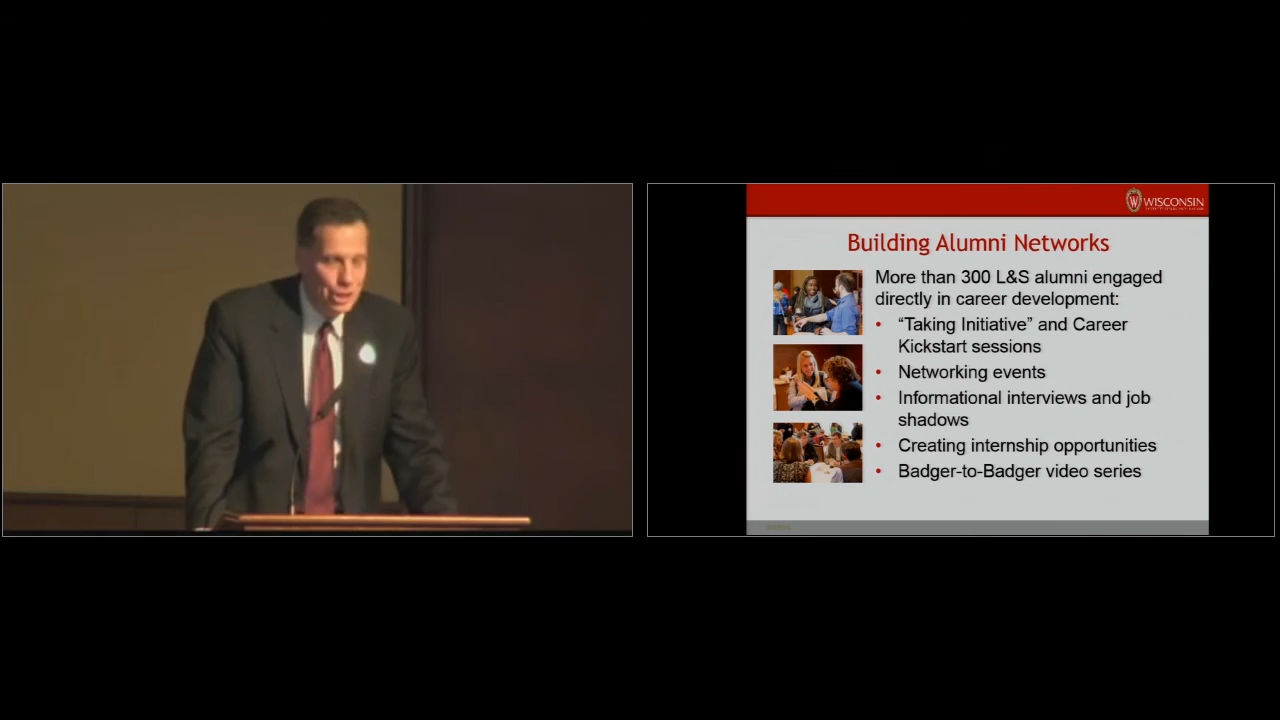 WISCONSIN
Building Alumni Networks
More than 300 L&S alumni engaged
directly in career development:
• “Taking Initiative” and Career
Kickstart sessions
• Networking events
• Informational interviews and job
shadows
• Creating internship opportunities
• Badger-to-Badger video series